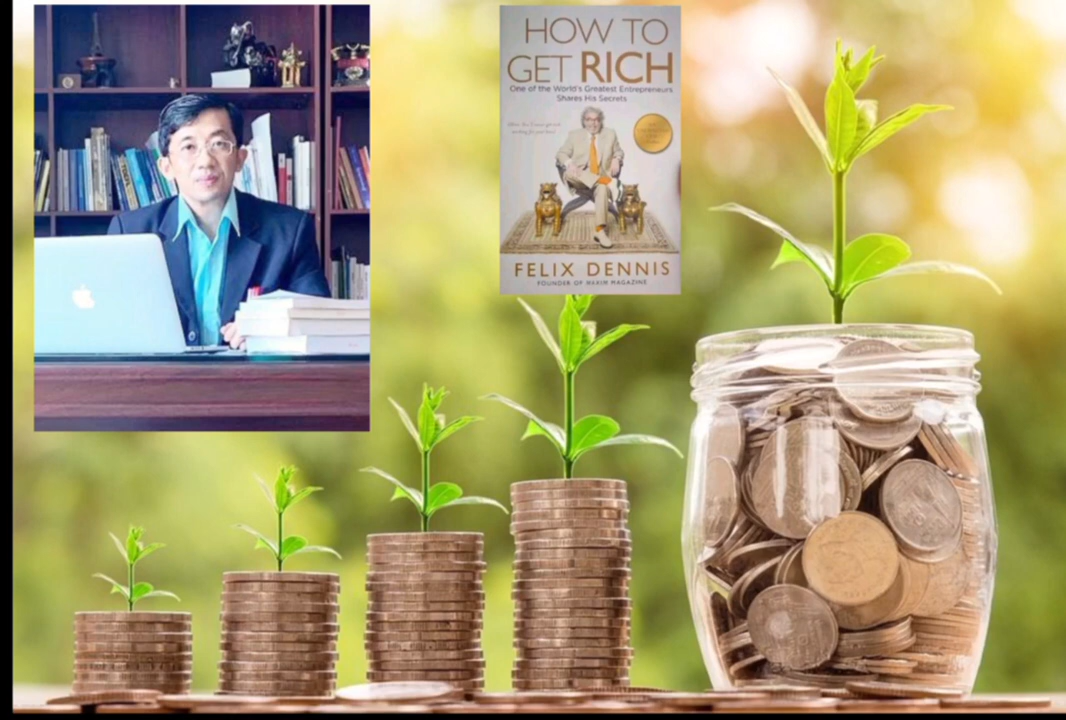 HOW TO
GET RICH
One of the World's Greatest Entrepreneurs
Shares His Secrets
FELIX DENNIS
FOUNDER OF MAXIM MAGAZINE